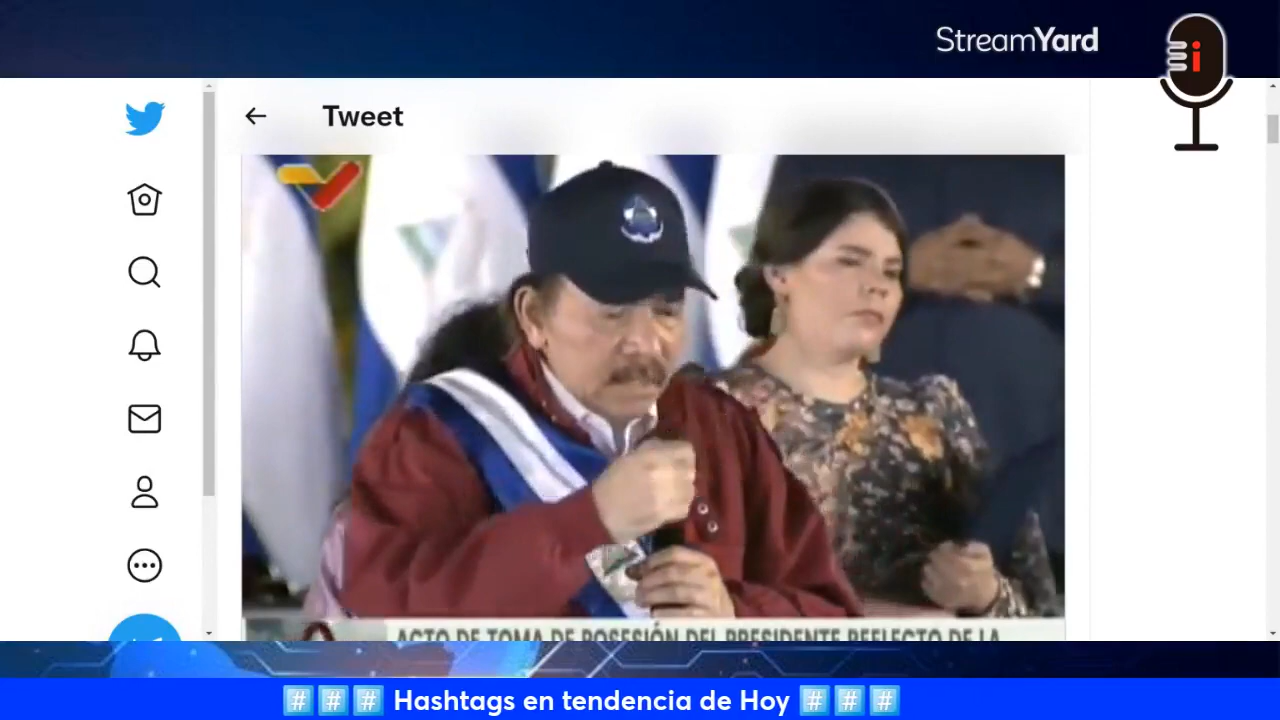 StreamYard
i
Tweet
ACTO DE TOMA DE POSESIÓN DEL PRESIDENTE REELECTO DE LA
#️⃣ #️⃣ #️⃣ Hashtags en tendencia de Hoy #️⃣ #️⃣ #️⃣